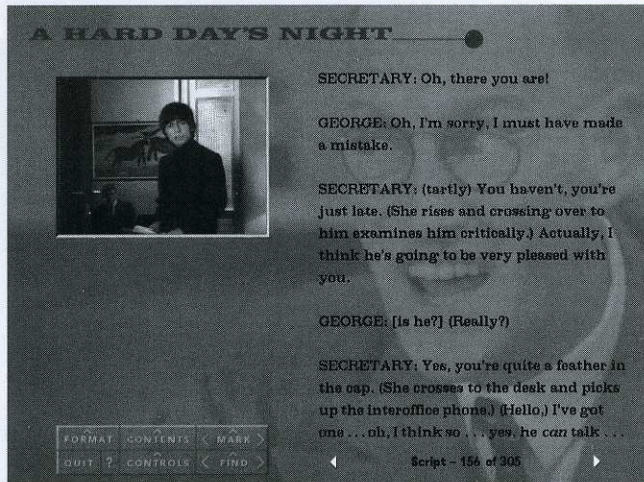 A HARD DAY'S NIGHT
SECRETARY: Oh, there you are!
GEORGE: Oh, I'm sorry, I must have made
a mistake.
SECRETARY: (tartly) You haven't, you're
just late. (She rises and crossing over to
him examines him critically.) Actually, I
think he's going to be very pleased with
you.
GEORGE: [is he?] (Really?)
SECRETARY: Yes, you're quite a feather in
the cap. (She crosses to the desk and picks
up the interoffice phone.) (Hello,) I've got
one . . . oh, I think so . . . yes, he can talk . . .
FORMAT CONTENTS < MARK >
QUIT ? CONTROLS < FIND >
Script – 156 of 305